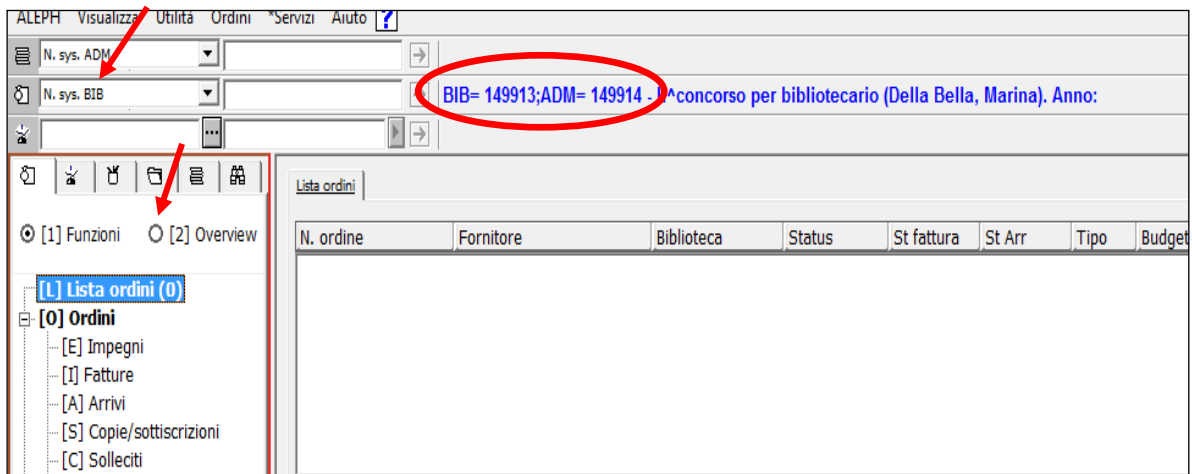 ALEPH Visualizza Utilità Ordini *Servizi Aiuto ?
N. sys. ADM
N. sys. BIB BIB= 149913;ADM= 149914 - concorso per bibliotecario (Della Bella, Marina). Anno:
Lista ordini
[1] Funzioni [2] Overview
N. ordine Fornitore Biblioteca Status St fattura St Arr Tipo Budget
[L] Lista ordini (0)
[O] Ordini
[E] Impegni
[I] Fatture
[A] Arrivi
[S] Copie/sottiscrizioni
[C] Solleciti